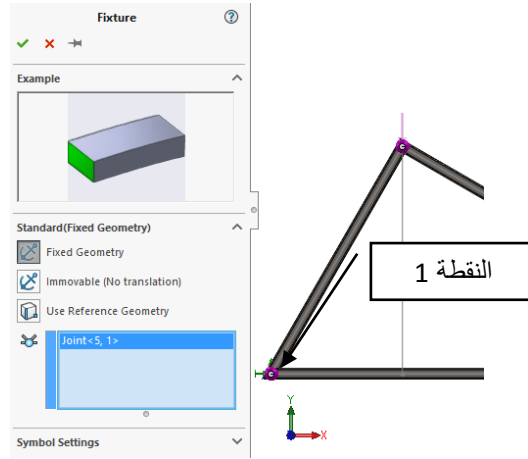 Fixture
Example
Standard(Fixed Geometry)
Fixed Geometry
Immovable (No translation)
Use Reference Geometry
Joint<5, 1>
Symbol Settings
النقطة 1
Y
X